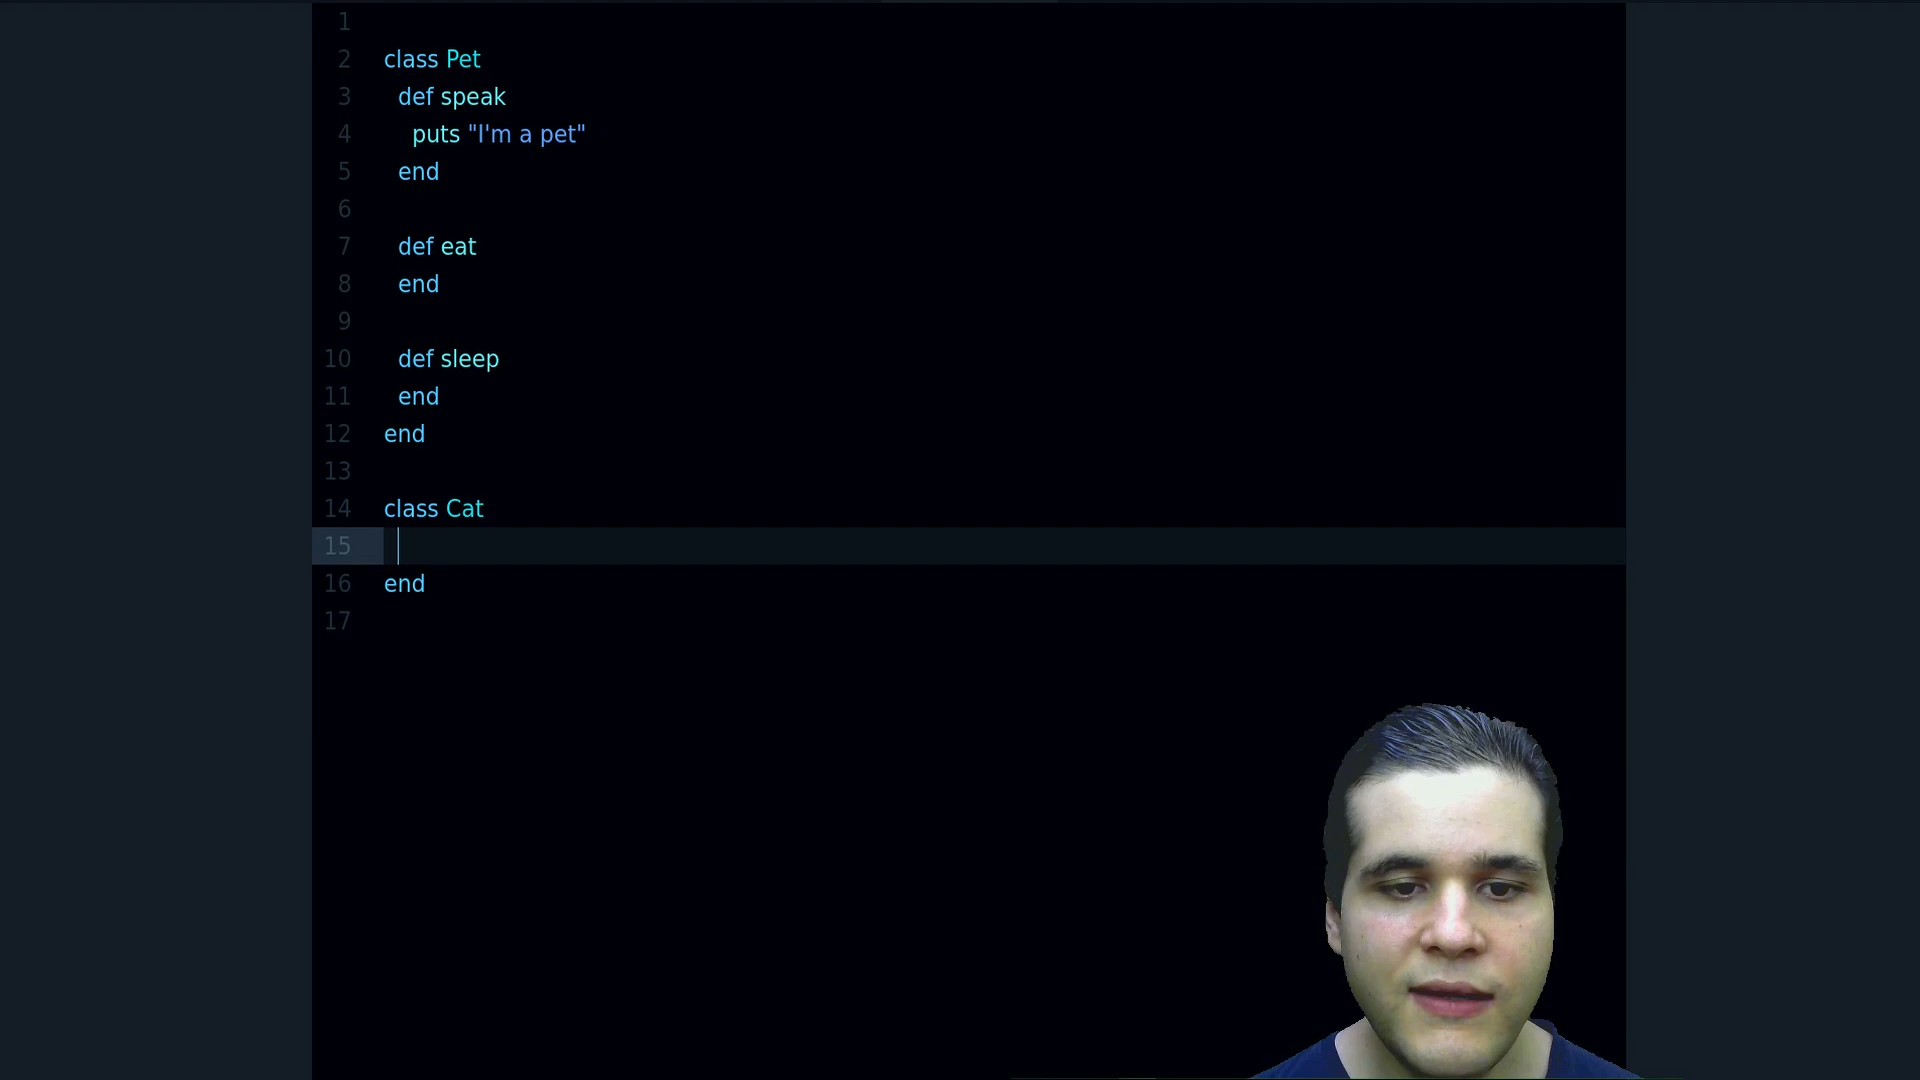 1
2 class Pet
3 def speak
4 puts "I'm a pet"
5 end
6
7 def eat
8 end
9
10 def sleep
11 end
12 end
13
14 class Cat
15
16 end
17